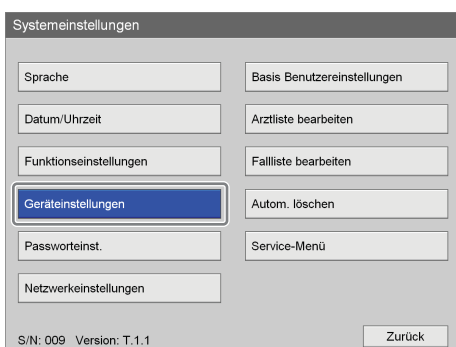 Systemeinstellungen
Sprache
Datum/Uhrzeit
Funktionseinstellungen
Geräteinstellungen
Passworteinst.
Netzwerkeinstellungen
Basis Benutzereinstellungen
Arztliste bearbeiten
Fallliste bearbeiten
Autom. löschen
Service-Menü
S/N: 009 Version: T.1.1
Zurück